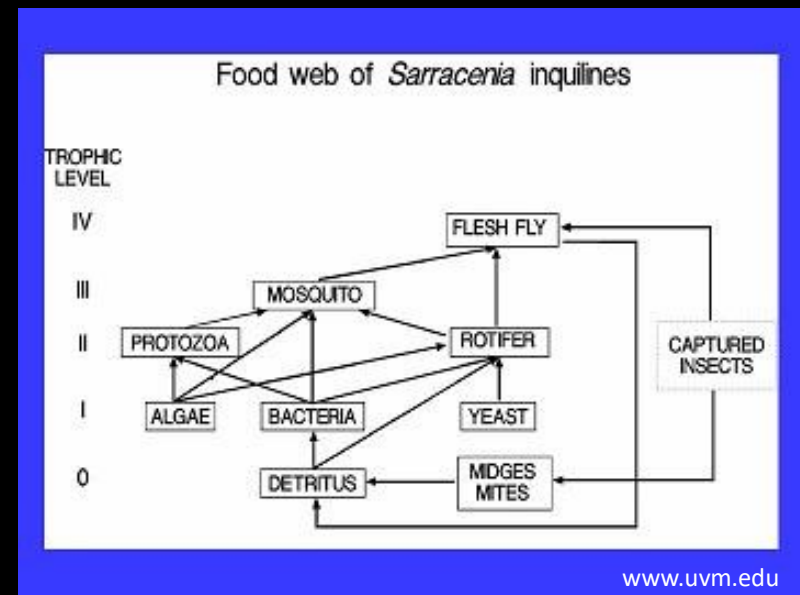 Food web of Sarracenia inquilines
TROPHIC
LEVEL
IV
FLESH FLY
III
MOSQUITO
II
PROTOZOA
ROTIFER
CAPTURED
INSECTS
I
ALGAE
BACTERIA
YEAST
0
DETRITUS
MIDGES
MITES
www.uvm.edu